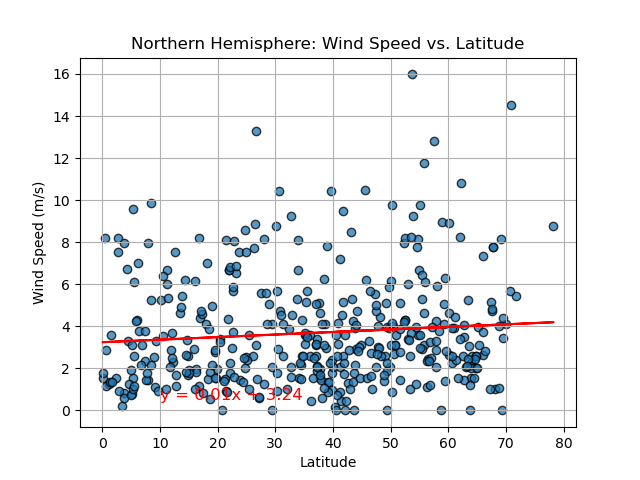 Northern Hemisphere: Wind Speed vs. Latitude
Wind Speed (m/s)
16
14
12
10
8
6
4
2
0
y = 0.01x + 3.24
0 10 20 30 40 50 60 70 80
Latitude